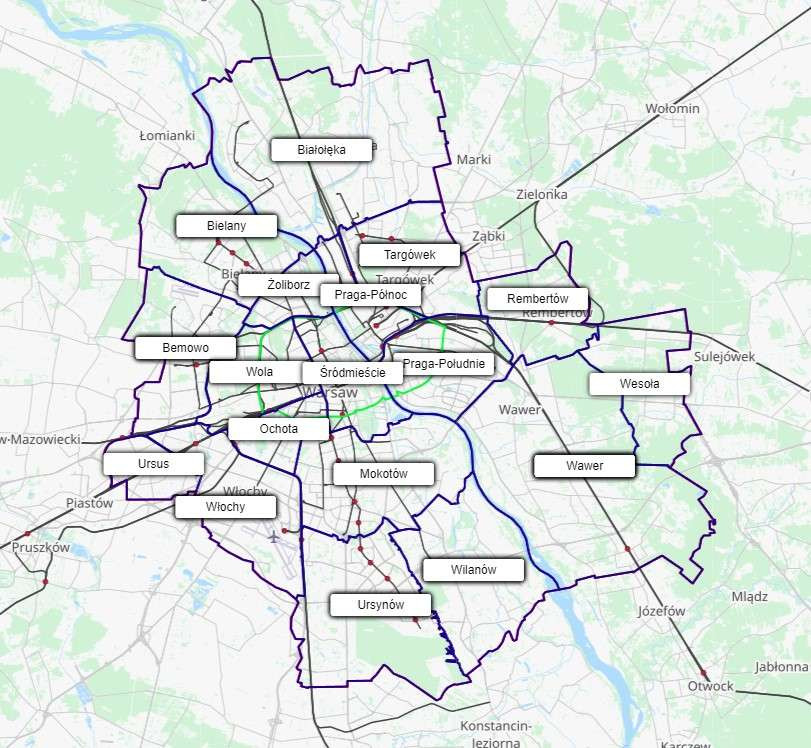 Wołomin
Łomianki
Białołęka
Marki
Zielonka
Bielany
Ząbki
Targówek
Bielany
Targówek
Żoliborz
Praga-Północ
Rembertów
Rembertów
Bemowo
Sulejówek
Praga-Południe
Wola
Śródmieście
Wesoła
Warsaw
Wawer
Ochota
w-Mazowiecki
Ursus
Mokotów
Wawer
Włochy
Piastów
Włochy
Pruszków
Wilanów
Mlądz
Ursynów
Józefów
Jabłonna
Otwock
Konstancin-
Jeziorna
Karczew